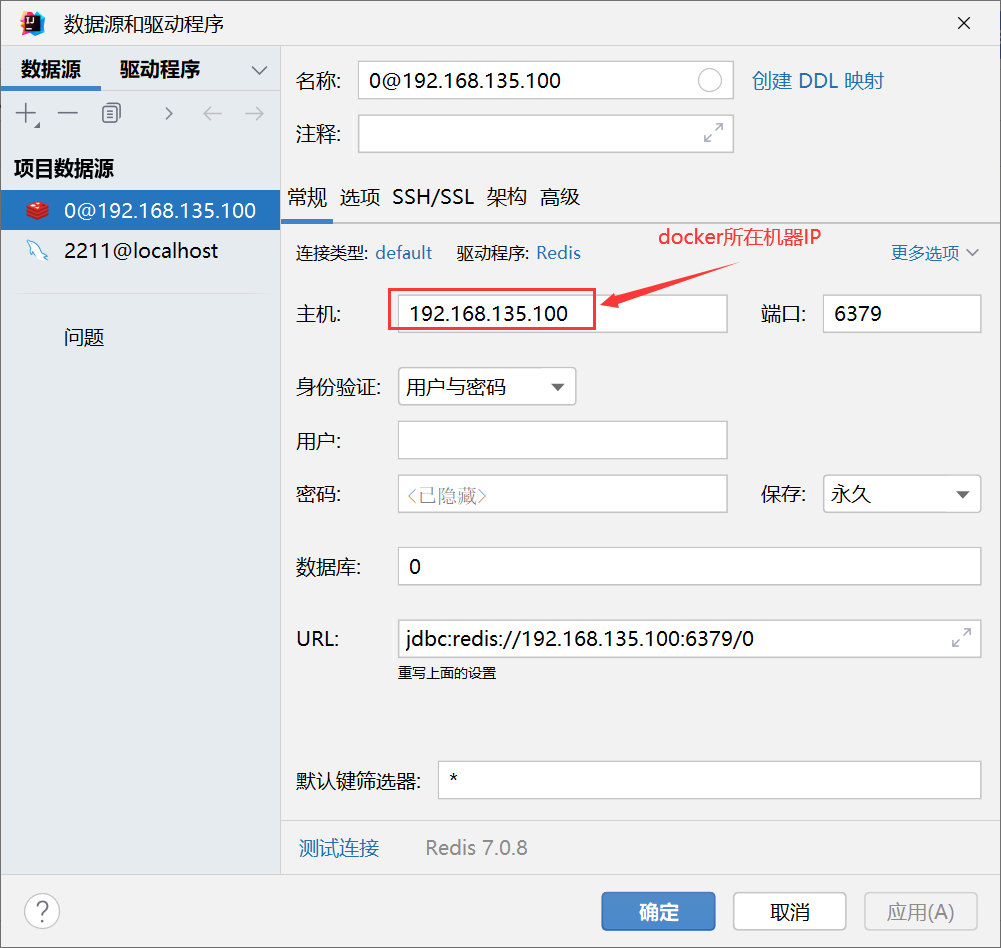 数据源和驱动程序
数据源 驱动程序
项目数据源
0@192.168.135.100
2211@localhost
问题
名称: 0@192.168.135.100 创建 DDL 映射
注释:
常规 选项 SSH/SSL 架构 高级
docker所在机器IP
连接类型: default 驱动程序: Redis 更多选项
主机: 192.168.135.100 端口: 6379
身份验证: 用户与密码
用户:
密码: <已隐藏> 保存: 永久
数据库: 0
URL: jdbc:redis://192.168.135.100:6379/0
重写上面的设置
默认键筛选器: *
测试连接 Redis 7.0.8
? 确定 取消 应用(A)